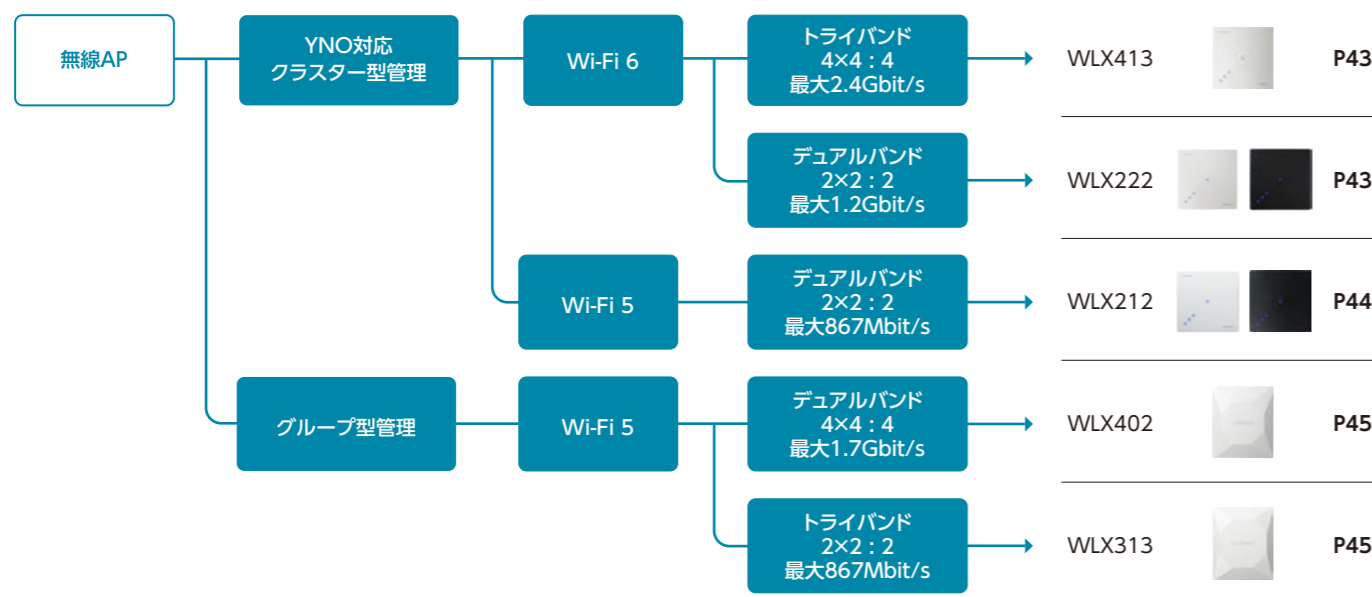 無線AP
YNO対応
クラスター型管理
Wi-Fi 6
トライバンド
4×4：4
最大2.4Gbit/s
WLX413
P43
デュアルバンド
2×2：2
最大1.2Gbit/s
WLX222
P43
Wi-Fi 5
デュアルバンド
2×2：2
最大867Mbit/s
WLX212
P44
グループ型管理
Wi-Fi 5
デュアルバンド
4×4：4
最大1.7Gbit/s
WLX402
P45
トライバンド
2×2：2
最大867Mbit/s
WLX313
P45